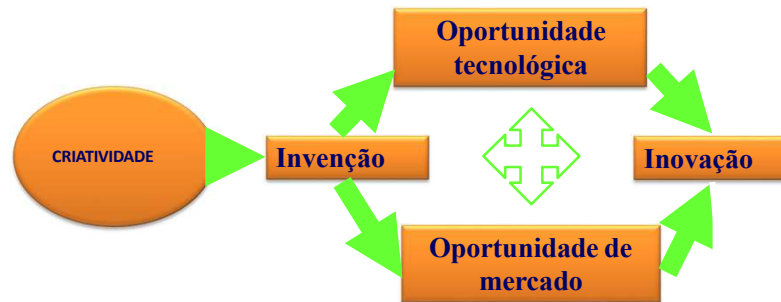 Oportunidade
tecnológica
CRIATIVIDADE
Invenção
Inovação
Oportunidade de
mercado